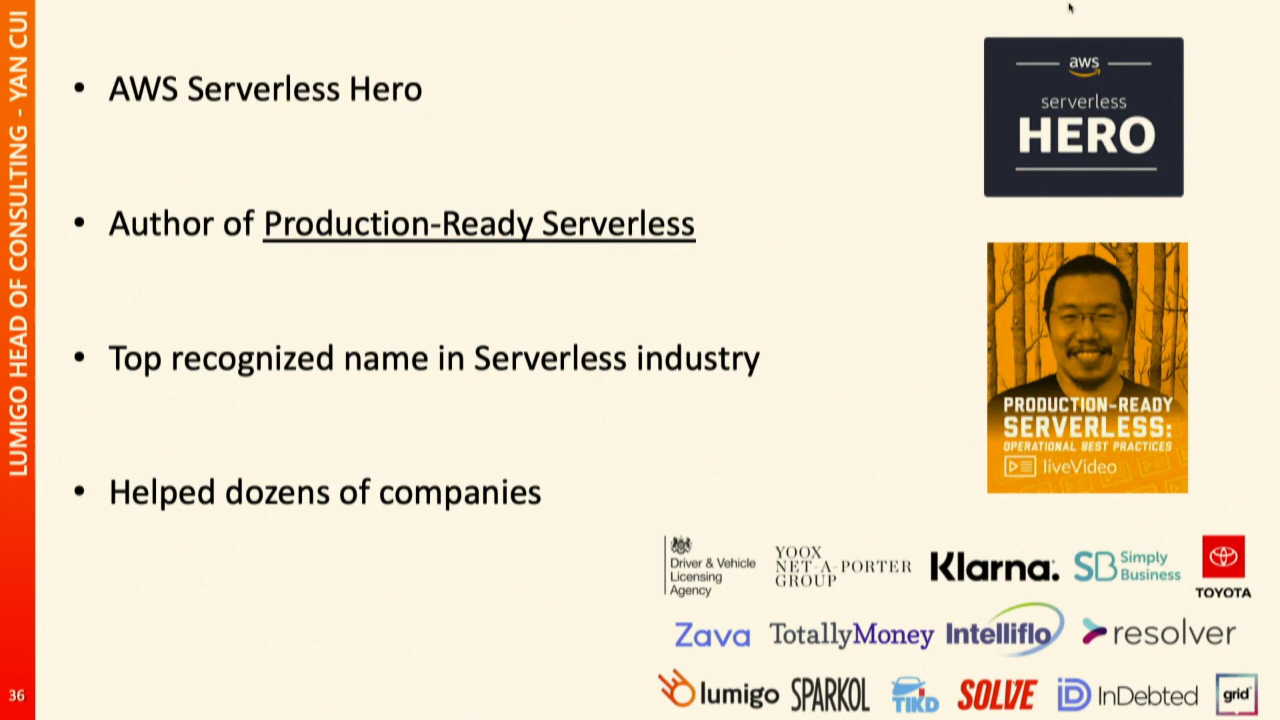 LUMIGO HEAD OF CONSULTING - YAN CUI
• AWS Serverless Hero
• Author of Production-Ready Serverless
• Top recognized name in Serverless industry
• Helped dozens of companies
aws
serverless
HERO
PRODUCTION-READY
SERVERLESS:
OPERATIONAL BEST PRACTICES
liveVideo
Driver & Vehicle
Licensing
Agency
YOOX
NET-A-PORTER
GROUP
Klarna.
SB Simply
Business
TOYOTA
Zava
TotallyMoney
Intelliflo
resolver
lumigo
SPARKOL
TIKD
SOLVE
iD InDebted
grid
36